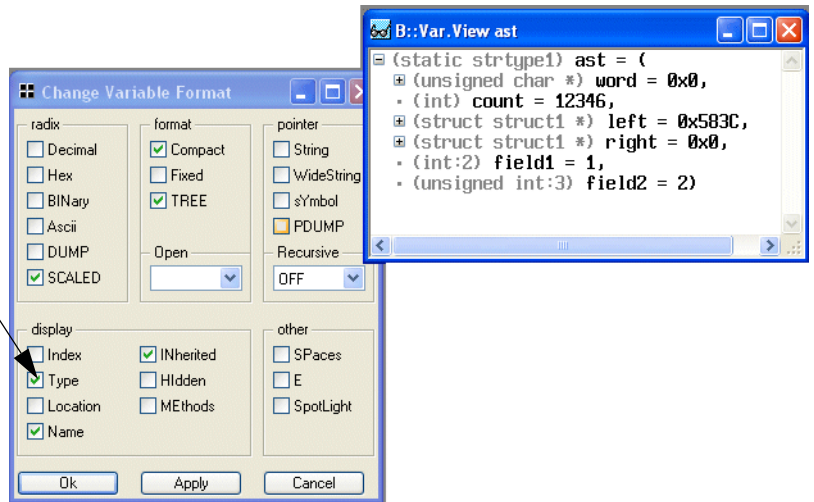 B::Var.View ast
(static strtype1) ast = (
(unsigned char *) word = 0x0,
(int) count = 12346,
(struct struct1 *) left = 0x583C,
(struct struct1 *) right = 0x0,
(int:2) field1 = 1,
(unsigned int:3) field2 = 2)
Change Variable Format
radix
Decimal
Hex
BINary
Ascii
DUMP
SCALED
format
Compact
Fixed
TREE
Open
pointer
String
WideString
sYmbol
PDUMP
Recursive
OFF
display
Index
Type
Location
Name
INherited
HIdden
MEthods
other
SPaces
E
SpotLight
Ok
Apply
Cancel